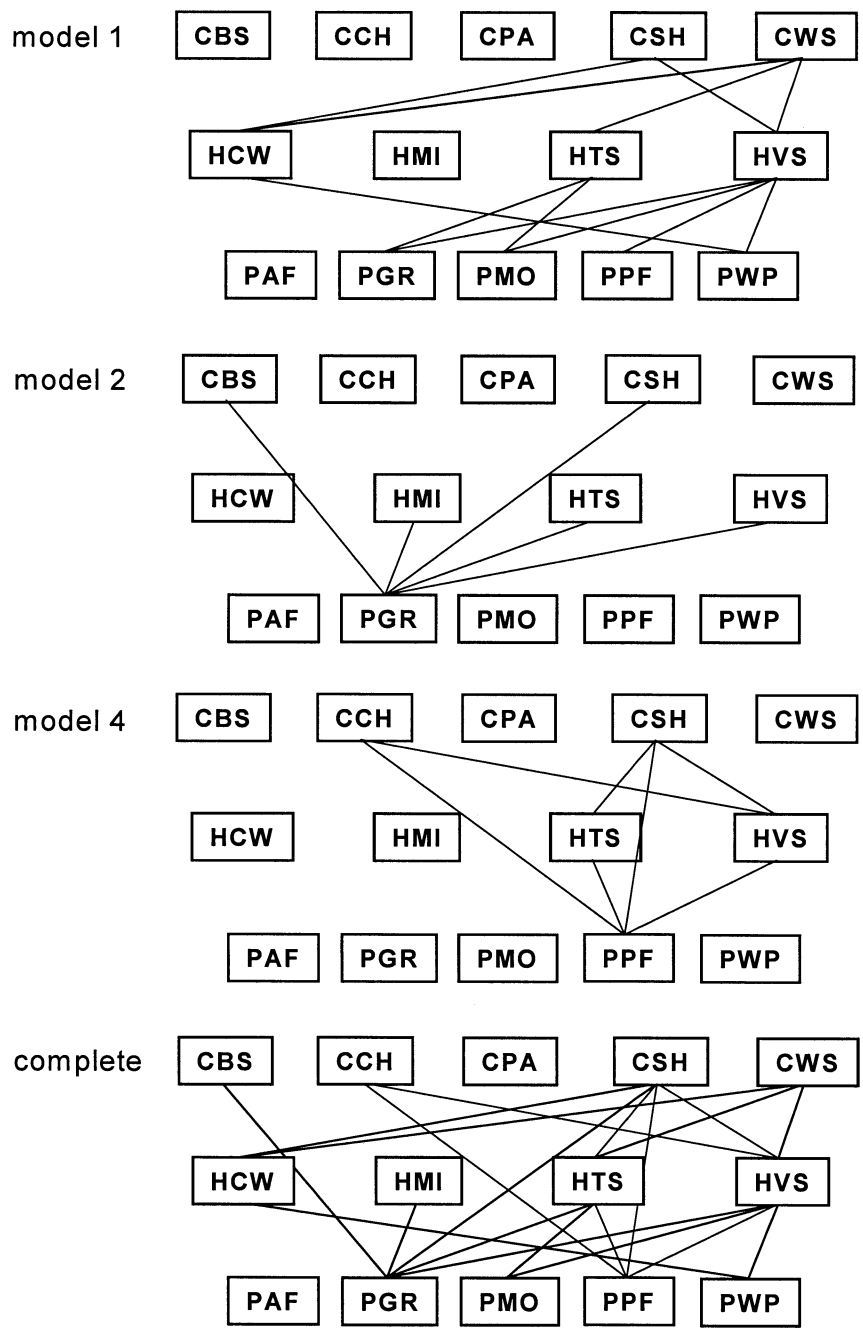 model 1 CBS CCH CPA CSH CWS
HCW HMI HTS HVS
PAF PGR PMO PPF PWP
model 2 CBS CCH CPA CSH CWS
HCW HMI HTS HVS
PAF PGR PMO PPF PWP
model 4 CBS CCH CPA CSH CWS
HCW HMI HTS HVS
PAF PGR PMO PPF PWP
complete CBS CCH CPA CSH CWS
HCW HMI HTS HVS
PAF PGR PMO PPF PWP